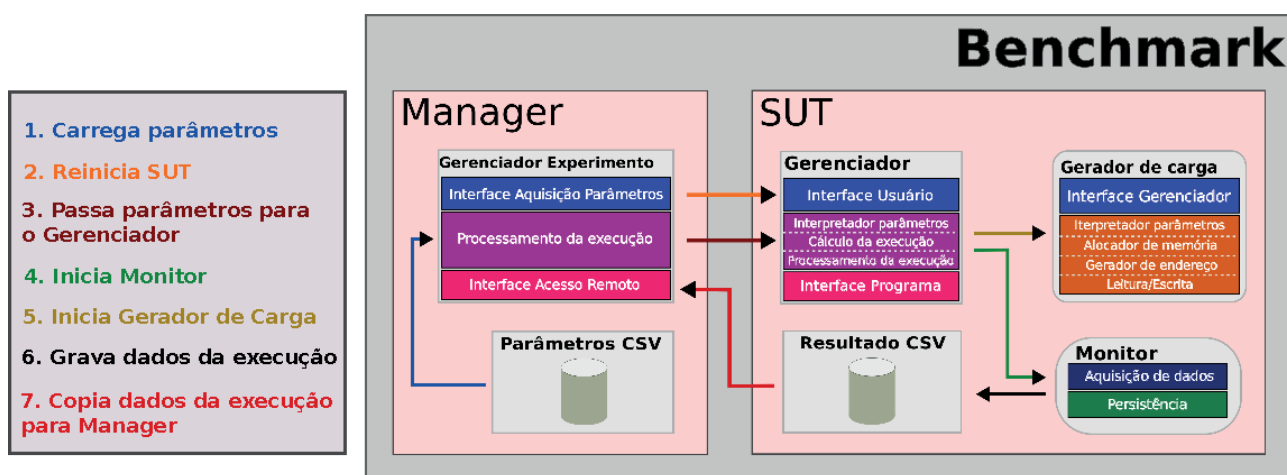 Benchmark
1. Carrega parâmetros
2. Reinicia SUT
3. Passa parâmetros para
o Gerenciador
4. Inicia Monitor
5. Inicia Gerador de Carga
6. Grava dados da execução
7. Copia dados da execução
para Manager
Manager
Gerenciador Experimento
Interface Aquisição Parâmetros
Processamento da execução
Interface Acesso Remoto
Parâmetros CSV
SUT
Gerenciador
Interface Usuário
Interpretador parâmetros
Cálculo da execução
Processamento da execução
Interface Programa
Resultado CSV
Gerador de carga
Interface Gerenciador
Iterpretador parâmetros
Alocador de memória
Gerador de endereço
Leitura/Escrita
Monitor
Aquisição de dados
Persistência